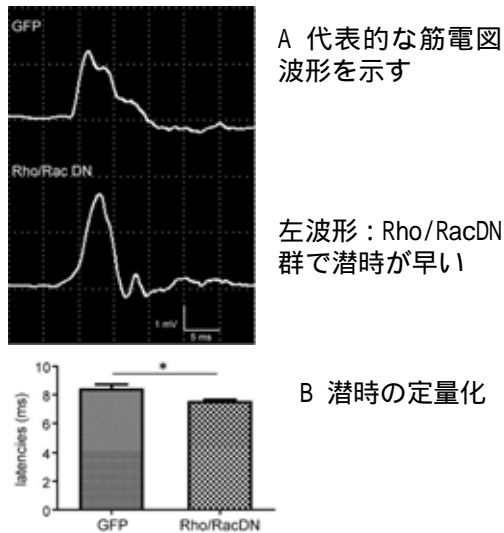 GFP
A 代表的な筋電図
波形を示す
Rho/Rac DN
左波形：Rho/RacDN
群で潜時が早い
1 mV
5 ms
B 潜時の定量化
*
10
8
6
4
2
0
latencies (ms)
GFP Rho/RacDN